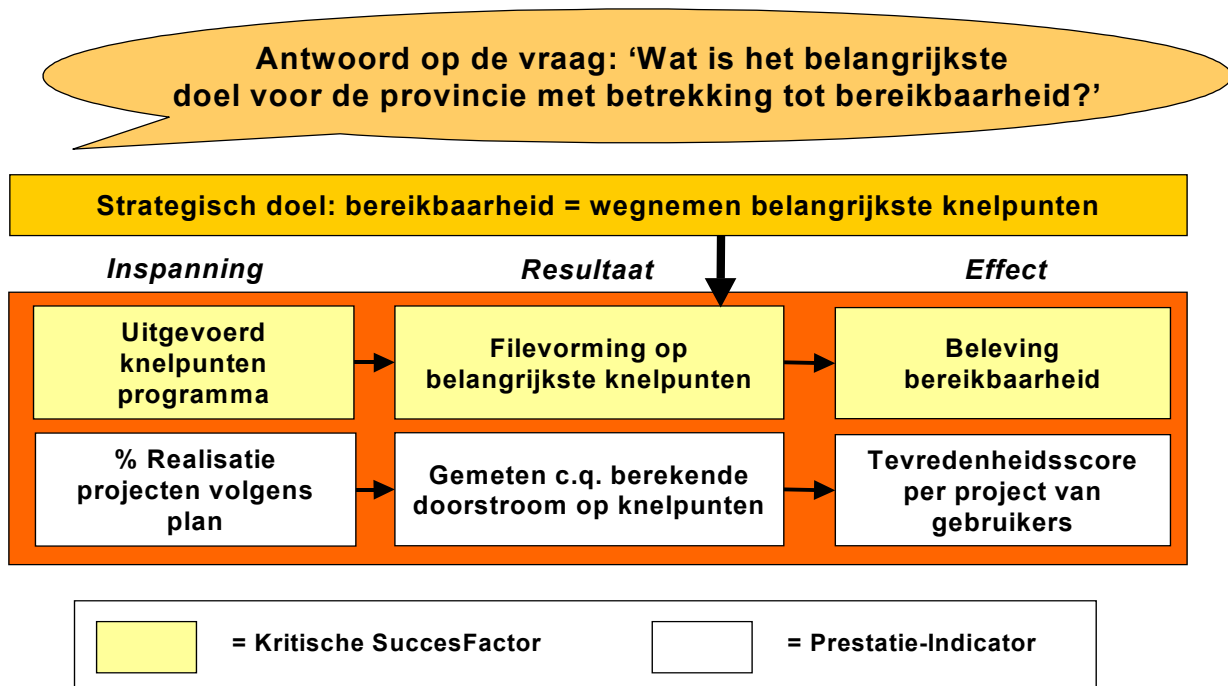 Antwoord op de vraag: ‘Wat is het belangrijkste
doel voor de provincie met betrekking tot bereikbaarheid?’
Strategisch doel: bereikbaarheid = wegnemen belangrijkste knelpunten
Inspanning
Resultaat
Effect
Uitgevoerd
knelpunten
programma
Filevorming op
belangrijkste knelpunten
Beleving
bereikbaarheid
% Realisatie
projecten volgens
plan
Gemeten c.q. berekende
doorstroom op knelpunten
Tevredenheidsscore
per project van
gebruikers
= Kritische SuccesFactor
= Prestatie-Indicator